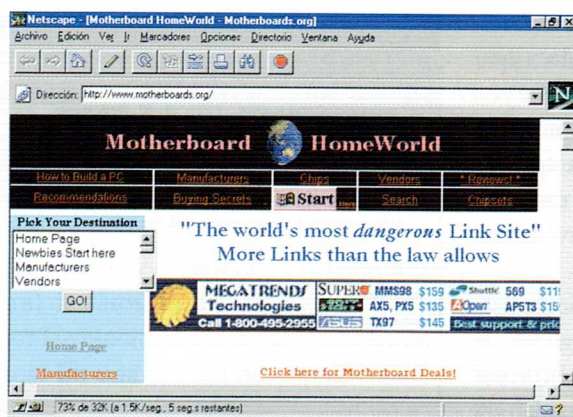 Netscape - [Motherboard HomeWorld - Motherboards.org]
Archivo Edición Ver Ir Marcadores Opciones Directorio Ventana Ayuda
Dirección: http://www.motherboards.org/
N
Motherboard HomeWorld
How to Build a PC Manufacturers Chips Vendors * Reviews! *
Recommendations Buying Secrets Start Here Search Chipsets
Pick Your Destination
Home Page
Newbies Start here
Manufacturers
Vendors
GO!
Home Page
Manufacturers
"The world's most dangerous Link Site"
More Links than the law allows
MEGATRENDS
Technologies
Call 1-800-495-2955
SUPER MMS98 $159 Shuttle 569
AX5, PX5 $135 AOpen AP5T3
ASUS TX97 $145 Best support &
Click here for Motherboard Deals!
73% de 32K (a 1.5K/seg., 5 seg.s restantes)